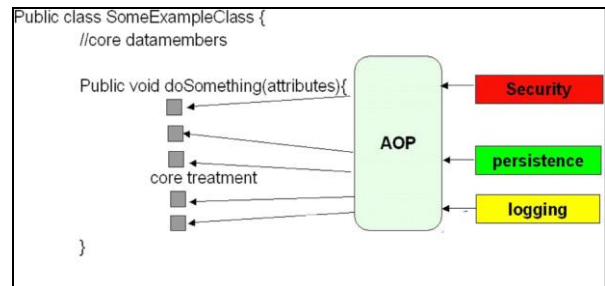 Public class SomeExampleClass {
//core datamembers
Public void doSomething(attributes){
core treatment
}
AOP
Security
persistence
logging